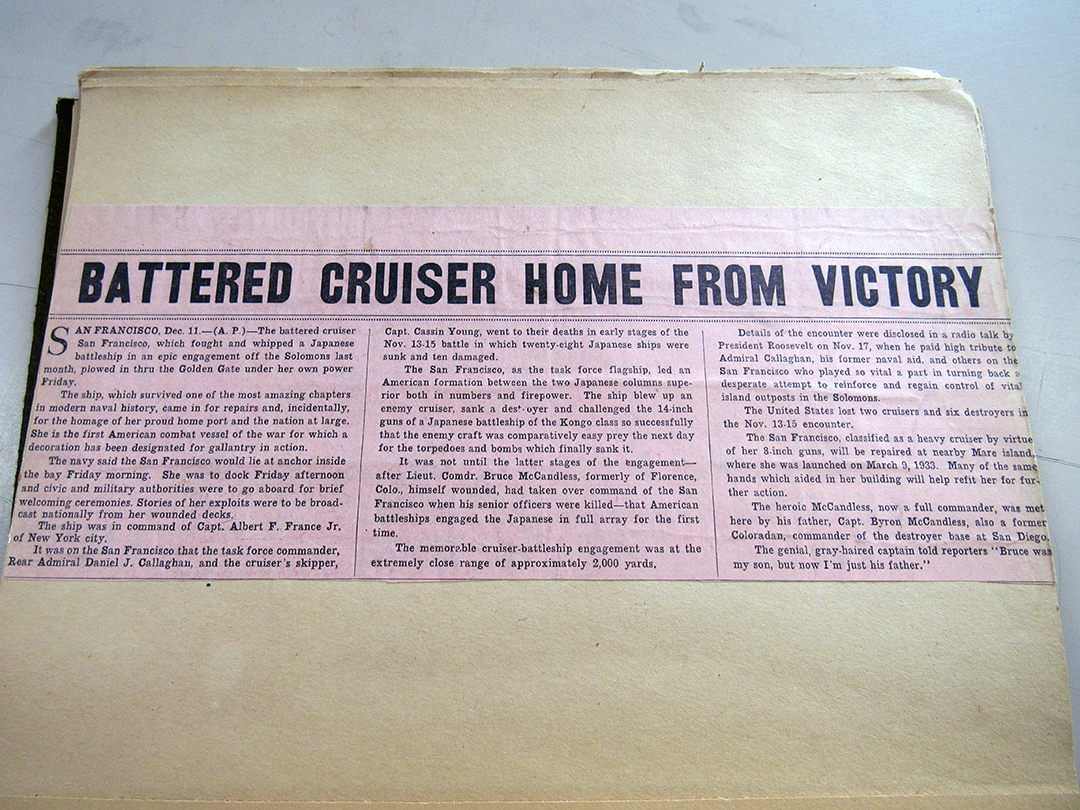 BATTERED CRUISER HOME FROM VICTORY
SAN FRANCISCO, Dec. 11.—(A. P.)—The battered cruiser
San Francisco, which fought and whipped a Japanese
battleship in an epic engagement off the Solomons last
month, plowed in thru the Golden Gate under her own power
Friday.
The ship, which survived one of the most amazing chapters
in modern naval history, came in for repairs and, incidentally,
for the homage of her proud home port and the nation at large.
She is the first American combat vessel of the war for which a
decoration has been designated for gallantry in action.
The navy said the San Francisco would lie at anchor inside
the bay Friday morning. She was to dock Friday afternoon
and civic and military authorities were to go aboard for brief
welcoming ceremonies. Stories of her exploits were to be broad-
cast nationally from her wounded decks.
The ship was in command of Capt. Albert F. France Jr.
of New York city.
It was on the San Francisco that the task force commander,
Rear Admiral Daniel J. Callaghan, and the cruiser's skipper,
Capt. Cassin Young, went to their deaths in early stages of the
Nov. 13-15 battle in which twenty-eight Japanese ships were
sunk and ten damaged.
The San Francisco, as the task force flagship, led an
American formation between the two Japanese columns supe-
rior both in numbers and firepower. The ship blew up an
enemy cruiser, sank a destroyer and challenged the 14-inch
guns of a Japanese battleship of the Kongo class so successfully
that the enemy craft was comparatively easy prey the next day
for the torpedoes and bombs which finally sank it.
It was not until the latter stages of the engagement—
after Lieut. Comdr. Bruce McCandless, formerly of Florence,
Colo., himself wounded, had taken over command of the San
Francisco when his senior officers were killed—that American
battleships engaged the Japanese in full array for the first
time.
The memorable cruiser-battleship engagement was at the
extremely close range of approximately 2,000 yards.
Details of the encounter were disclosed in a radio talk by
President Roosevelt on Nov. 17, when he paid high tribute to
Admiral Callaghan, his former naval aid, and others on the
San Francisco who played so vital a part in turning back a
desperate attempt to reinforce and regain control of vital
island outposts in the Solomons.
The United States lost two cruisers and six destroyers in
the Nov. 13-15 encounter.
The San Francisco, classified as a heavy cruiser by virtue
of her 8-inch guns, will be repaired at nearby Mare island,
where she was launched on March 9, 1933. Many of the same
hands which aided in her building will help refit her for fur-
ther action.
The heroic McCandless, now a full commander, was met
here by his father, Capt. Byron McCandless, also a former
Coloradan, commander of the destroyer base at San Diego.
The genial, gray-haired captain told reporters "Bruce was
my son, but now I'm just his father."